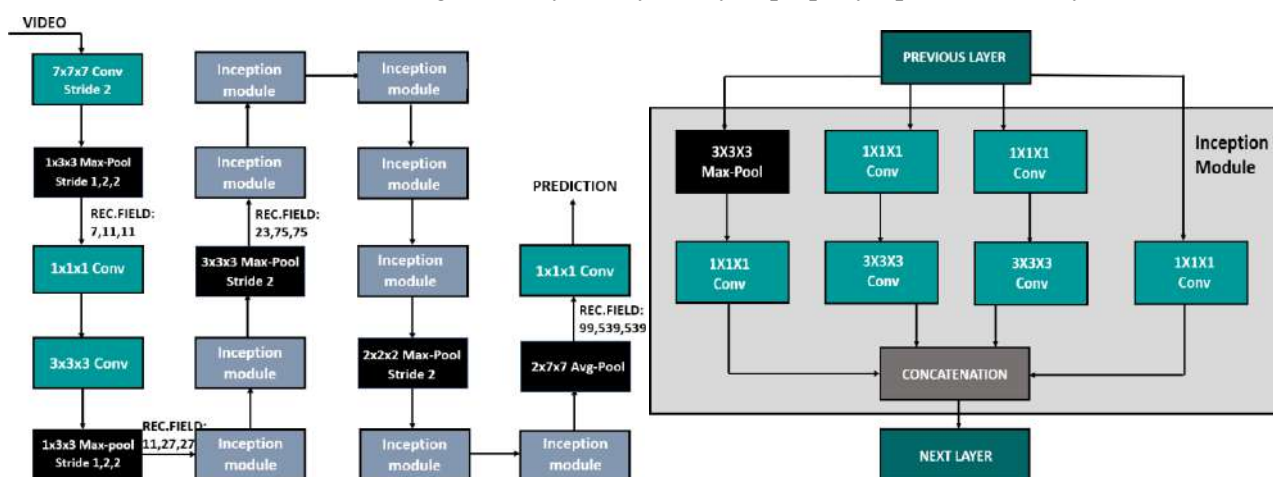 VIDEO
7x7x7 Conv
Stride 2
1x3x3 Max-Pool
Stride 1,2,2
REC.FIELD:
7,11,11
1x1x1 Conv
3x3x3 Conv
1x3x3 Max-pool
Stride 1,2,2
REC.FIELD:
11,27,27
Inception
module
Inception
module
3x3x3 Max-Pool
Stride 2
REC.FIELD:
23,75,75
Inception
module
Inception
module
Inception
module
Inception
module
Inception
module
2x2x2 Max-Pool
Stride 2
Inception
module
Inception
module
2x7x7 Avg-Pool
REC.FIELD:
99,539,539
1x1x1 Conv
PREDICTION
PREVIOUS LAYER
Inception
Module
3X3X3
Max-Pool
1X1X1
Conv
1X1X1
Conv
1X1X1
Conv
3X3X3
Conv
3X3X3
Conv
1X1X1
Conv
CONCATENATION
NEXT LAYER